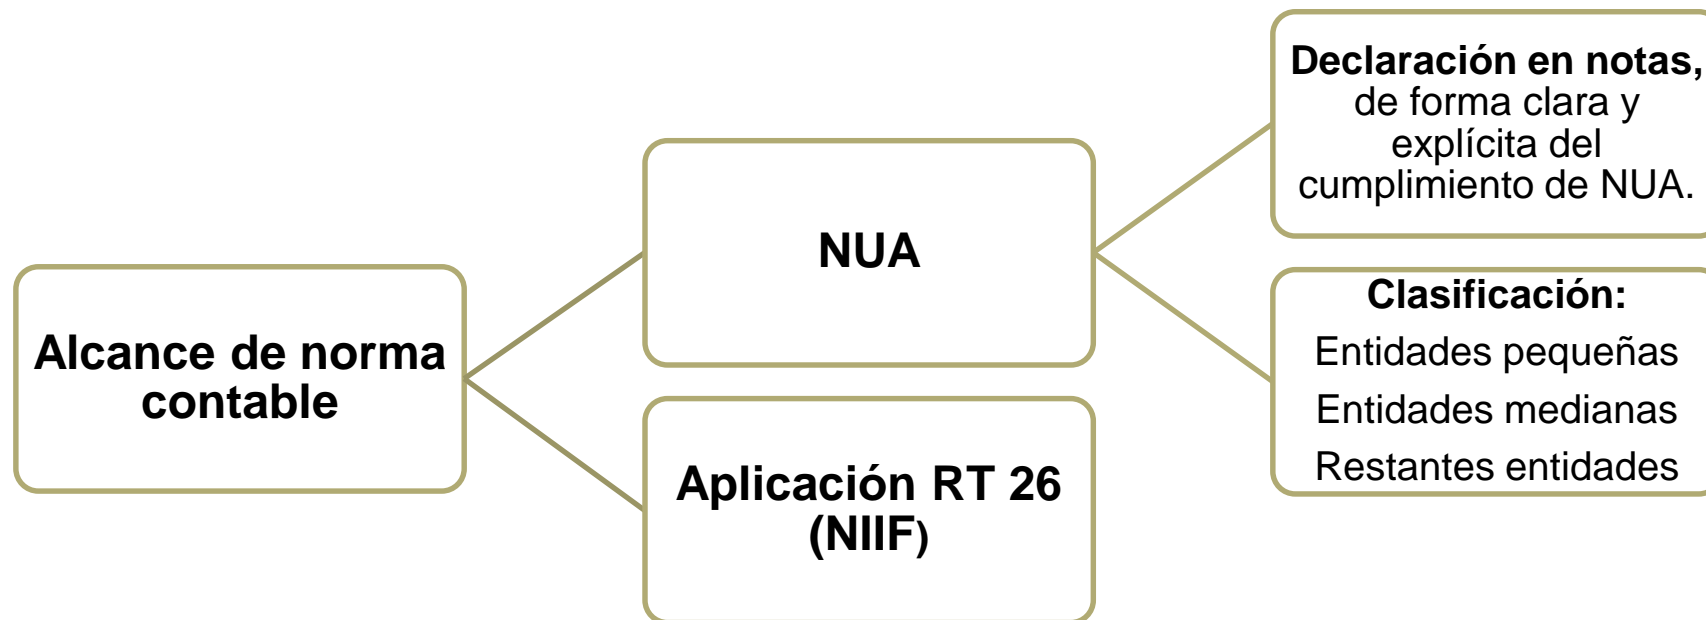 Alcance de norma
contable
NUA
Aplicación RT 26
(NIIF)
Declaración en notas,
de forma clara y
explícita del
cumplimiento de NUA.
Clasificación:
Entidades pequeñas
Entidades medianas
Restantes entidades